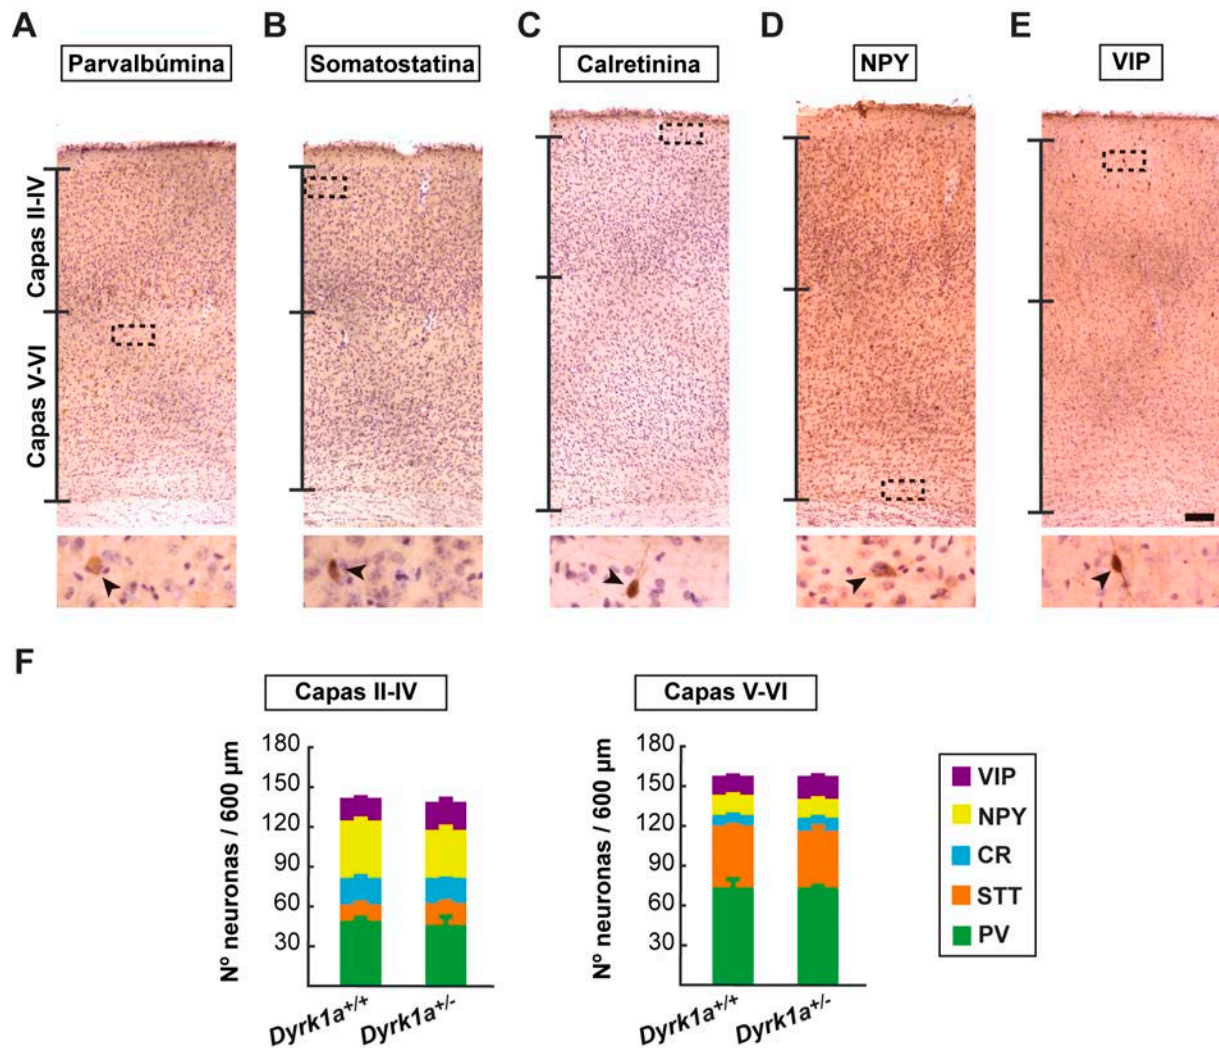 A
B
C
D
E
Parvalbúmina
Somatostatina
Calretinina
NPY
VIP
Capas II-IV
Capas V-VI
F
Capas II-IV
Capas V-VI
Nº neuronas / 600 µm
180
150
120
90
60
30
Dyrk1a+/+
Dyrk1a+/-
Nº neuronas / 600 µm
180
150
120
90
60
30
Dyrk1a+/+
Dyrk1a+/-
VIP
NPY
CR
STT
PV